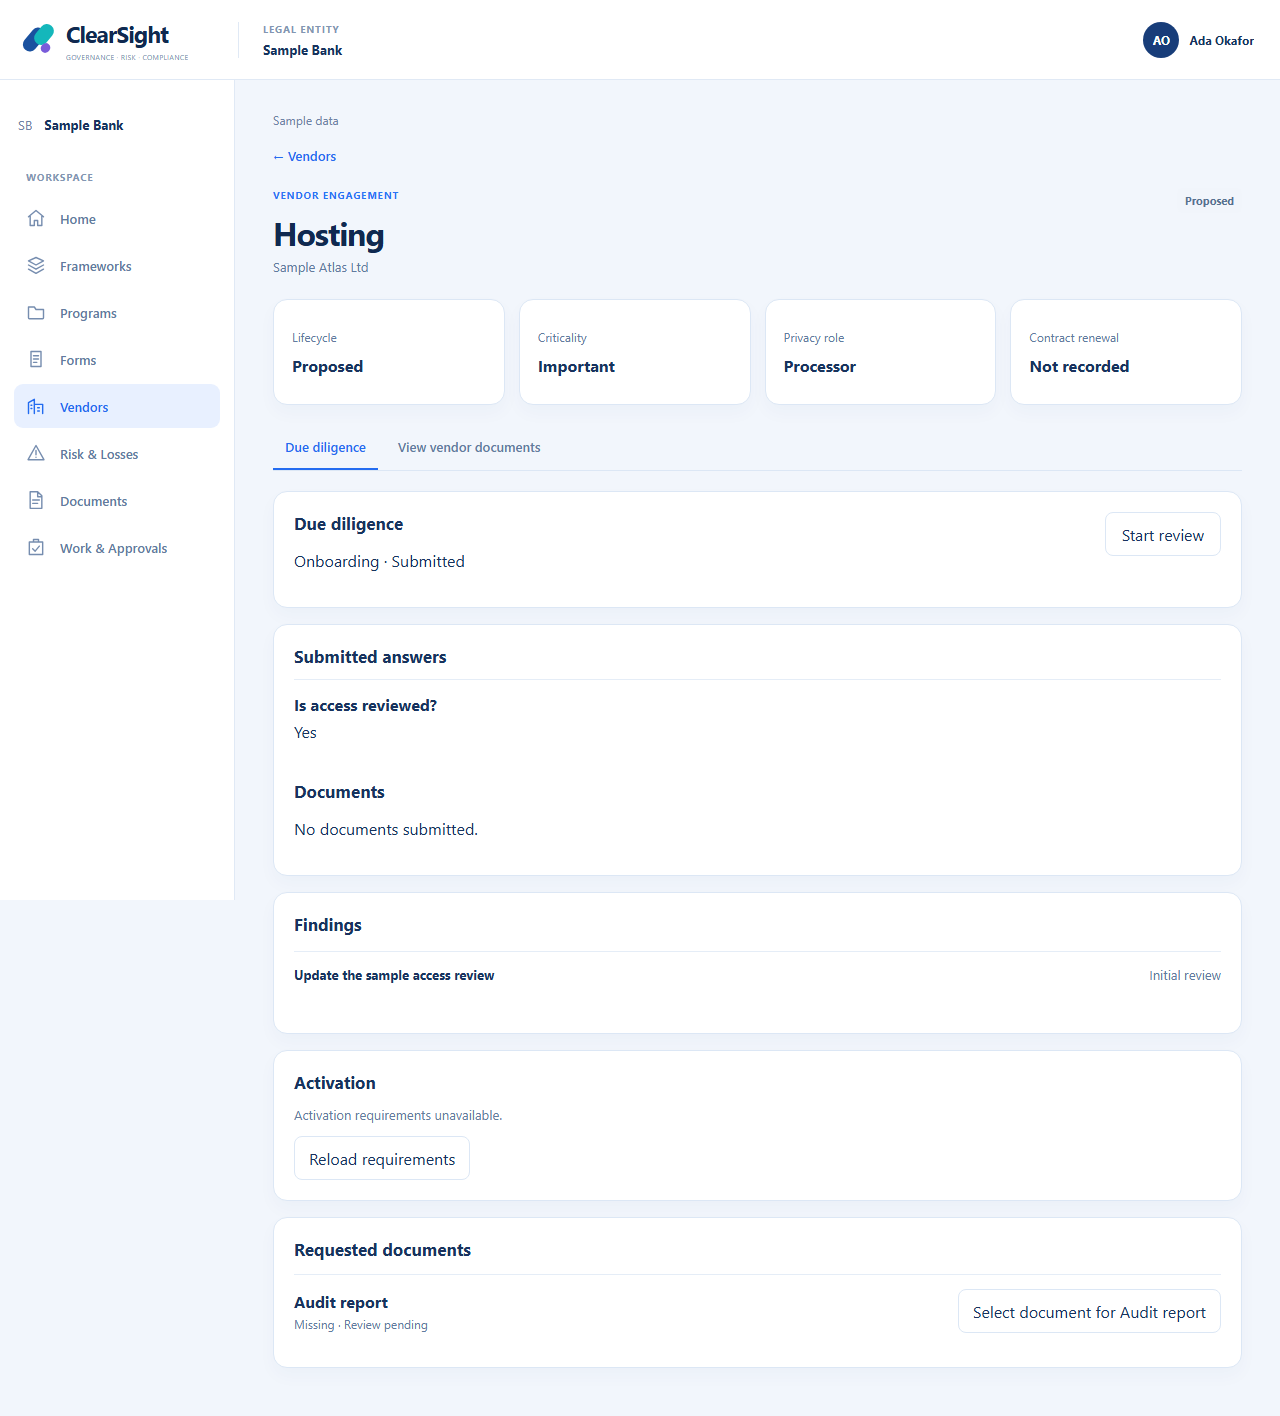 ClearSight
GOVERNANCE · RISK · COMPLIANCE
LEGAL ENTITY
Sample Bank
AO
Ada Okafor
SB
Sample Bank
WORKSPACE
Home
Frameworks
Programs
Forms
Vendors
Risk & Losses
Documents
Work & Approvals
Sample data
← Vendors
VENDOR ENGAGEMENT
Proposed
Hosting
Sample Atlas Ltd
Lifecycle
Proposed
Criticality
Important
Privacy role
Processor
Contract renewal
Not recorded
Due diligence
View vendor documents
Due diligence
Start review
Onboarding · Submitted
Submitted answers
Is access reviewed?
Yes
Documents
No documents submitted.
Findings
Update the sample access review
Initial review
Activation
Activation requirements unavailable.
Reload requirements
Requested documents
Audit report
Missing · Review pending
Select document for Audit report